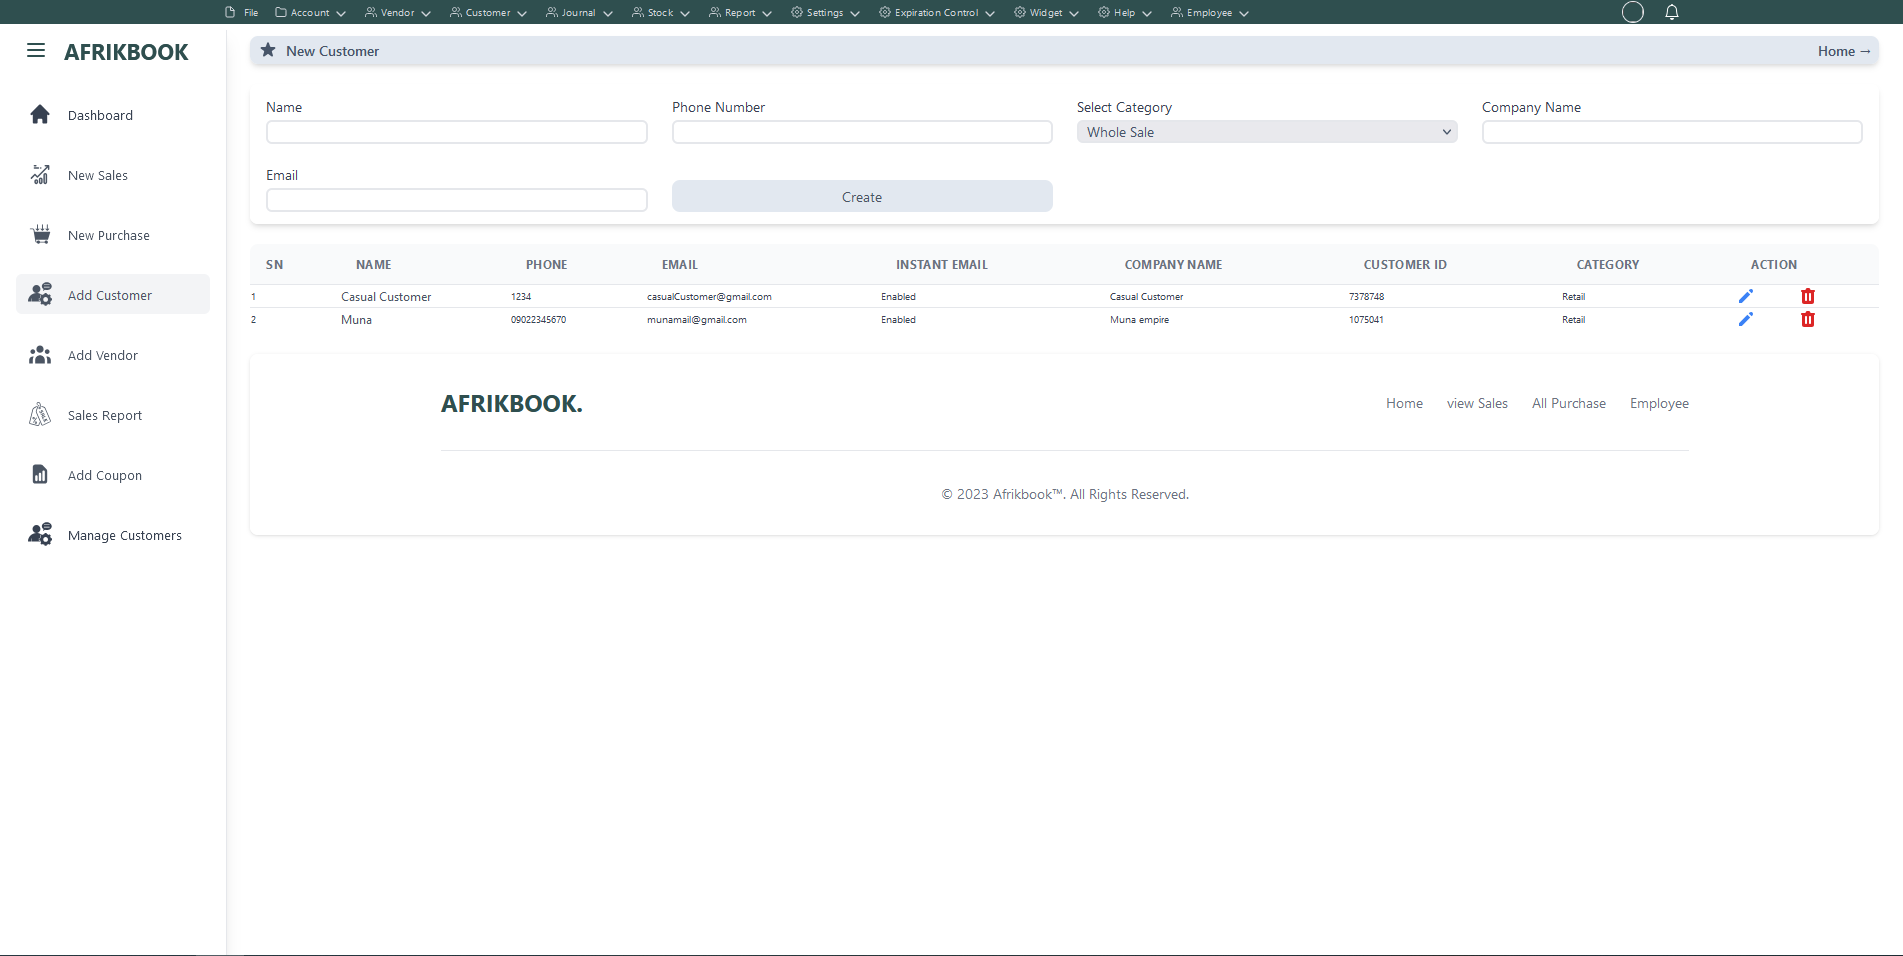 File Account Vendor Customer Journal Stock Report Settings Expiration Control Widget Help Employee
AFRIKBOOK
Dashboard
New Sales
New Purchase
Add Customer
Add Vendor
Sales Report
Add Coupon
Manage Customers
New Customer Home →
Name Phone Number Select Category Company Name
Whole Sale
Email
Create
SN NAME PHONE EMAIL INSTANT EMAIL COMPANY NAME CUSTOMER ID CATEGORY ACTION
1 Casual Customer 1234 casualCustomer@gmail.com Enabled Casual Customer 7378748 Retail
2 Muna 09022345670 munamail@gmail.com Enabled Muna empire 1075041 Retail
AFRIKBOOK.
Home view Sales All Purchase Employee
© 2023 Afrikbook™. All Rights Reserved.